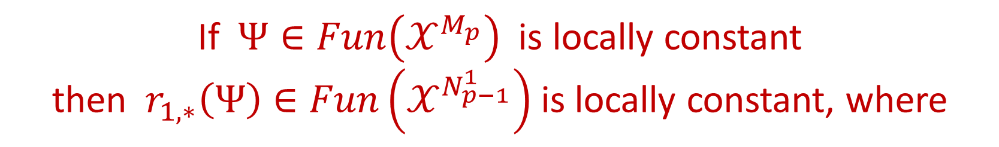 If Ψ ∈ Fun(𝒳^{M_p}) is locally constant
then r_{1,*}(Ψ) ∈ Fun(𝒳^{N^1_{p−1}}) is locally constant, where